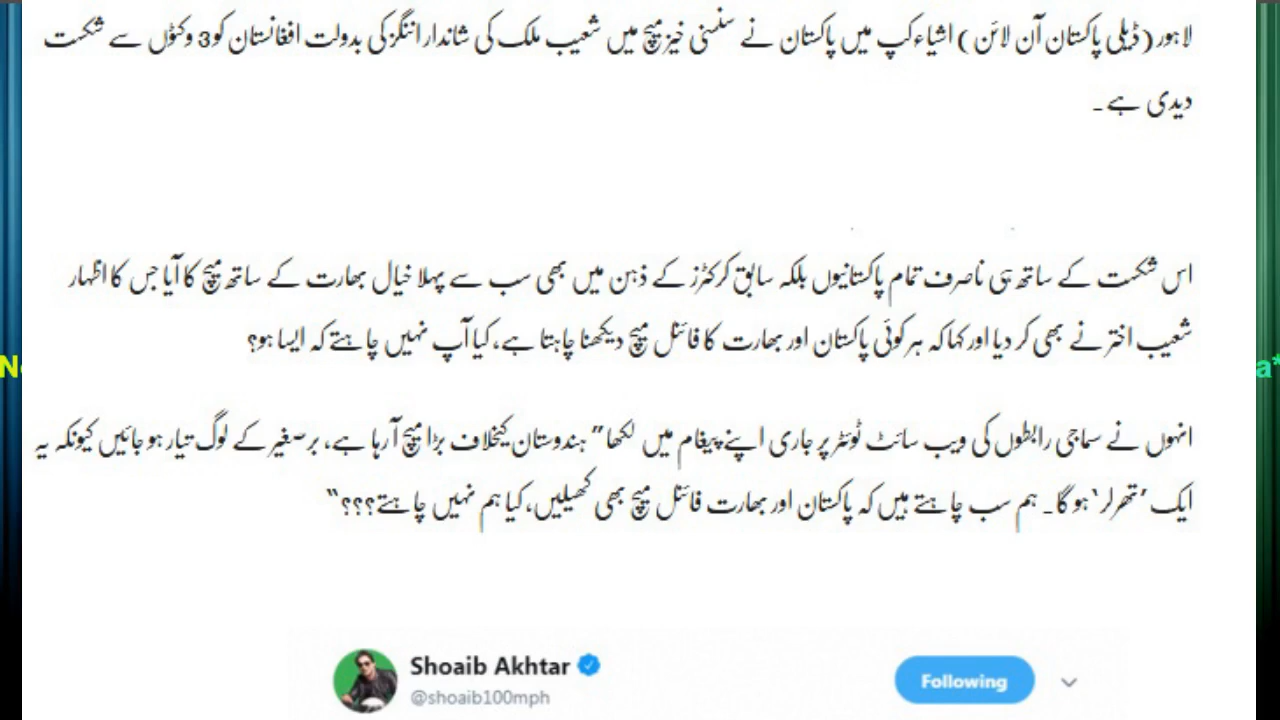 لاہور (ڈیلی پاکستان آن لائن) اشیاء کپ میں پاکستان نے سنسنی خیز میچ میں شعیب ملک کی شاندار اننگز کی بدولت افغانستان کو 3 وکٹوں سے شکست
دیدی ہے۔
اس شکست کے ساتھ ہی ناصرف تمام پاکستانیوں بلکہ سابق کرکٹرز کے ذہن میں بھی سب سے پہلا خیال بھارت کے ساتھ میچ کا آیا جس کا اظہار
شعیب اختر نے بھی کر دیا اور کہا کہ ہر کوئی پاکستان اور بھارت کا فائنل میچ دیکھنا چاہتا ہے، کیا آپ نہیں چاہتے کہ ایسا ہو؟
انہوں نے سماجی رابطوں کی ویب سائٹ ٹوئٹر پر جاری اپنے پیغام میں لکھا ”ہندوستان کیخلاف بڑا میچ آ رہا ہے، برصغیر کے لوگ تیار ہو جائیں کیونکہ یہ
ایک ’تھرلر‘ ہو گا۔ ہم سب چاہتے ہیں کہ پاکستان اور بھارت فائنل میچ بھی کھیلیں، کیا ہم نہیں چاہتے؟؟؟“
Shoaib Akhtar
@shoaib100mph
Following